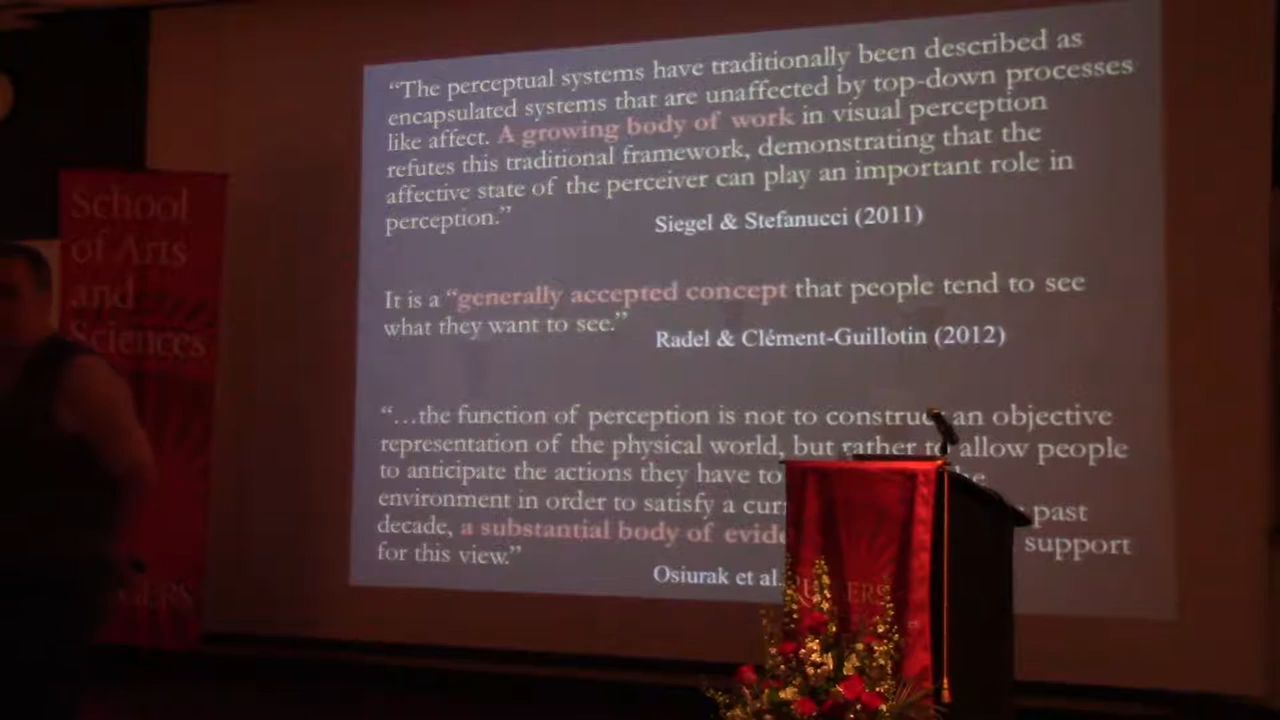 “The perceptual systems have traditionally been described as
encapsulated systems that are unaffected by top-down processes
like affect. A growing body of work in visual perception
refutes this traditional framework, demonstrating that the
affective state of the perceiver can play an important role in
perception.”
Siegel & Stefanucci (2011)
It is a “generally accepted concept that people tend to see
what they want to see.”
Radel & Clément-Guillotin (2012)
“…the function of perception is not to construct an objective
representation of the physical world, but rather to allow people
to anticipate the actions they have to
environment in order to satisfy a past
decade, a substantial body of support
for this view.”
Osiurak et al.
School
of Arts
and
Sciences
RUTGERS